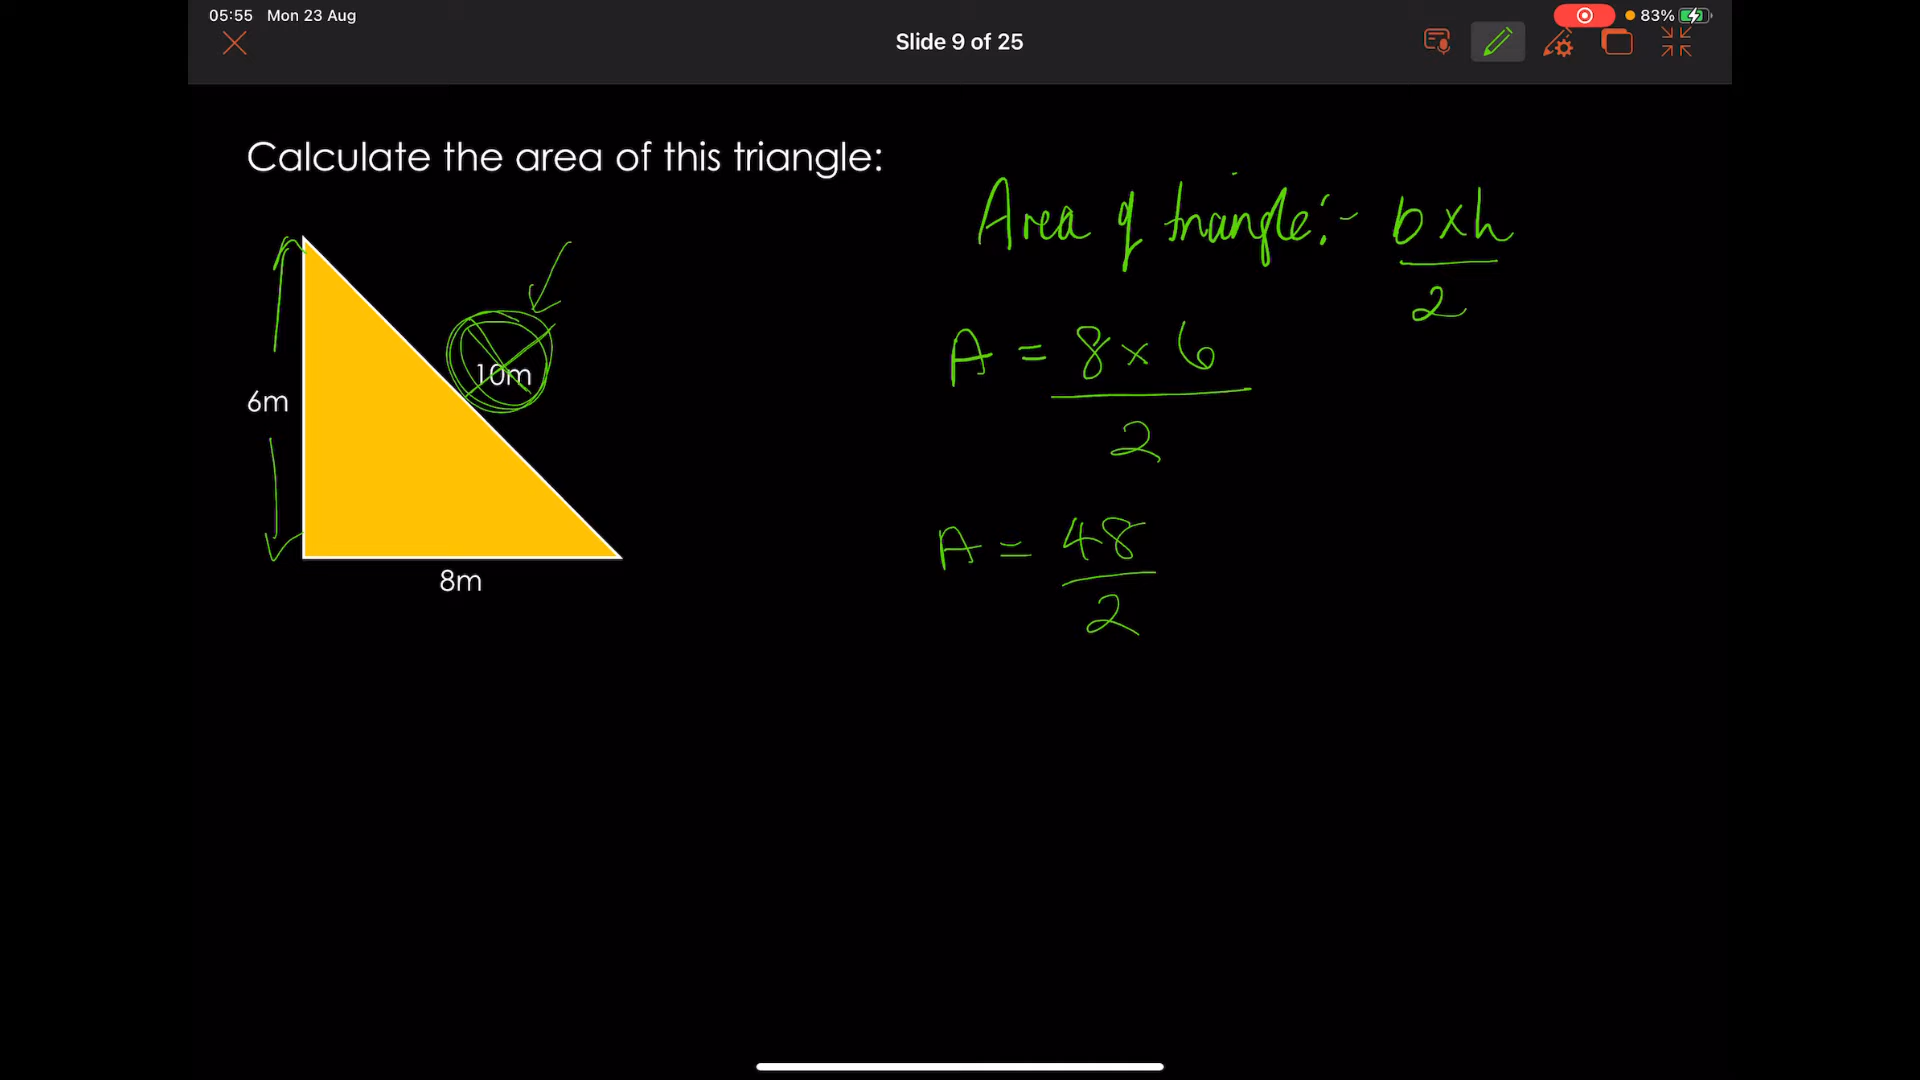 05:55 Mon 23 Aug
83%
Slide 9 of 25
Calculate the area of this triangle:
Area of triangle:- b×h
2
10m
A = 8 × 6
2
6m
A = 48
2
8m